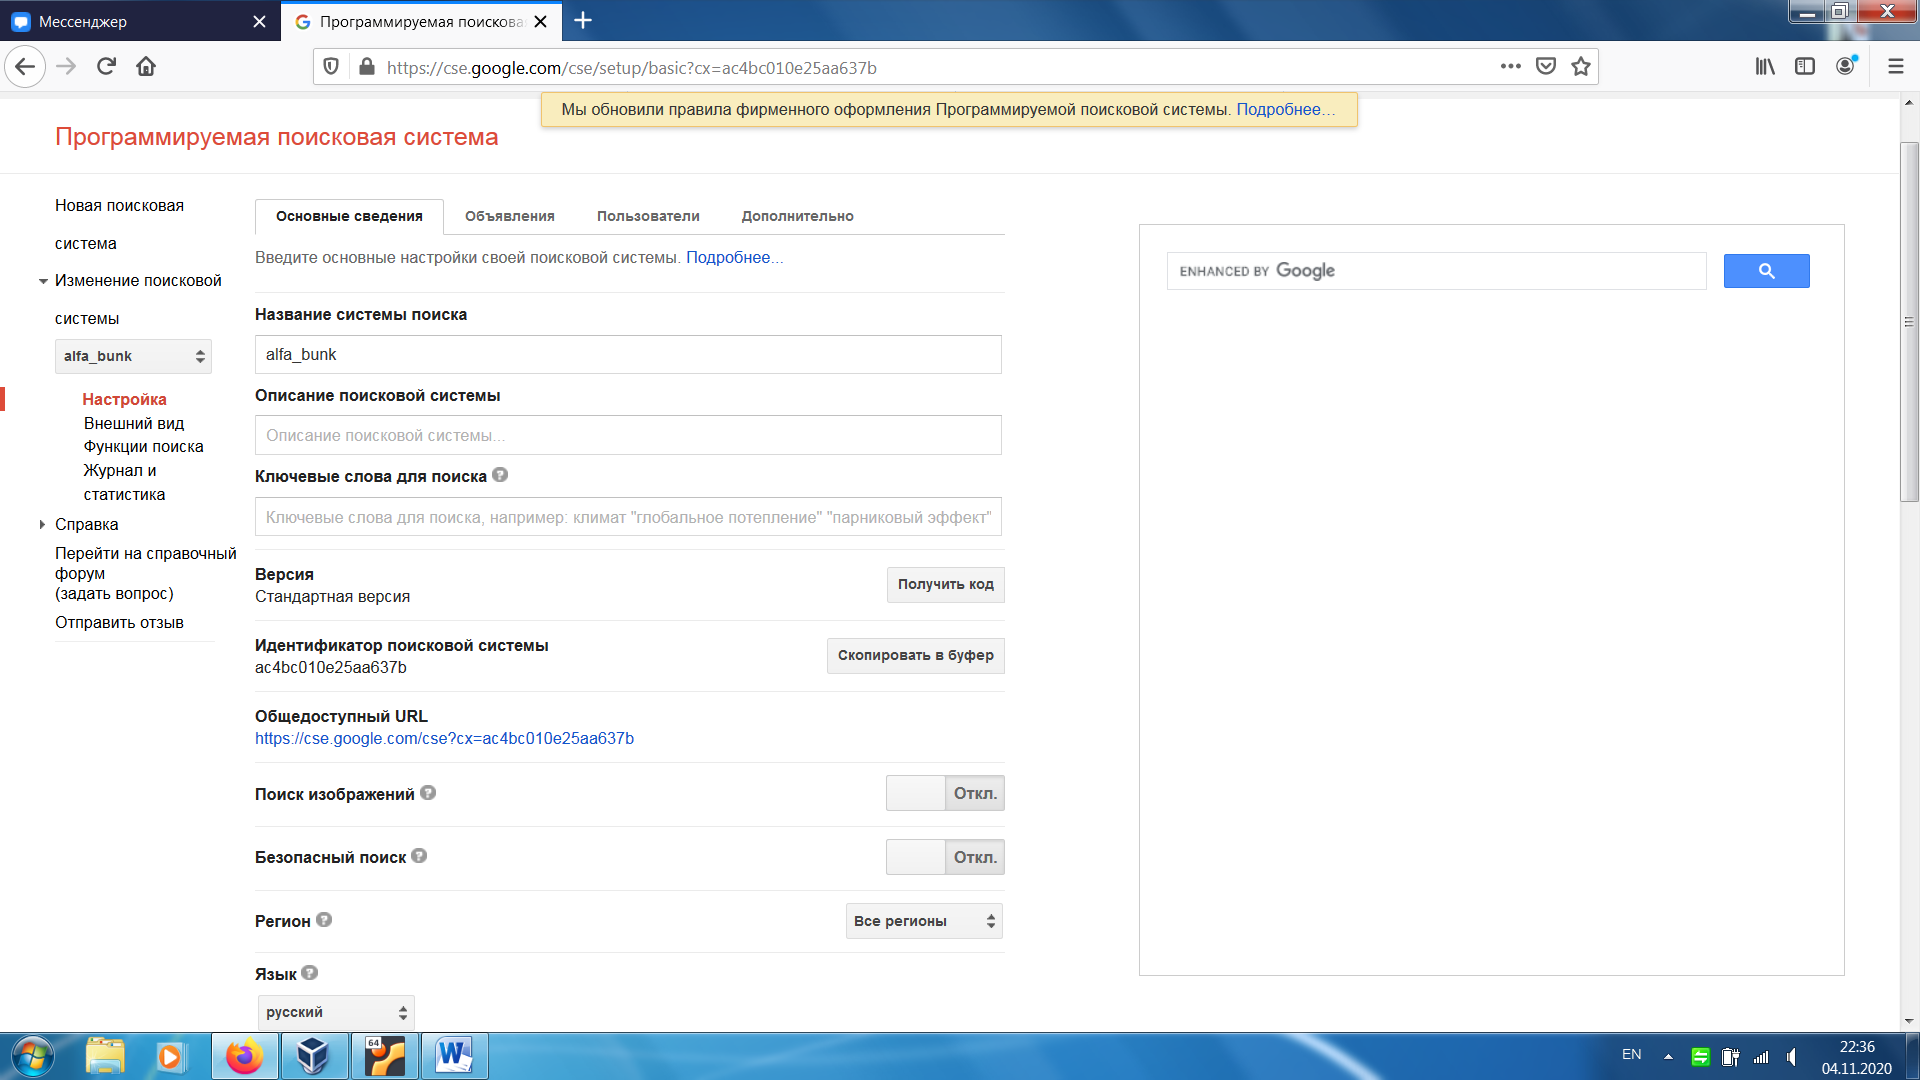 Мессенджер
Программируемая поискова
https://cse.google.com/cse/setup/basic?cx=ac4bc010e25aa637b
Мы обновили правила фирменного оформления Программируемой поисковой системы. Подробнее...
Программируемая поисковая система
Новая поисковая
система
Изменение поисковой
системы
alfa_bunk
Настройка
Внешний вид
Функции поиска
Журнал и
статистика
Справка
Перейти на справочный
форум
(задать вопрос)
Отправить отзыв
Основные сведения Объявления Пользователи Дополнительно
Введите основные настройки своей поисковой системы. Подробнее...
Название системы поиска
alfa_bunk
Описание поисковой системы
Описание поисковой системы...
Ключевые слова для поиска
Ключевые слова для поиска, например: климат "глобальное потепление" "парниковый эффект"
Версия
Стандартная версия
Получить код
Идентификатор поисковой системы
ac4bc010e25aa637b
Скопировать в буфер
Общедоступный URL
https://cse.google.com/cse?cx=ac4bc010e25aa637b
Поиск изображений
Откл.
Безопасный поиск
Откл.
Регион
Все регионы
Язык
русский
ENHANCED BY Google
64
EN
22:36
04.11.2020